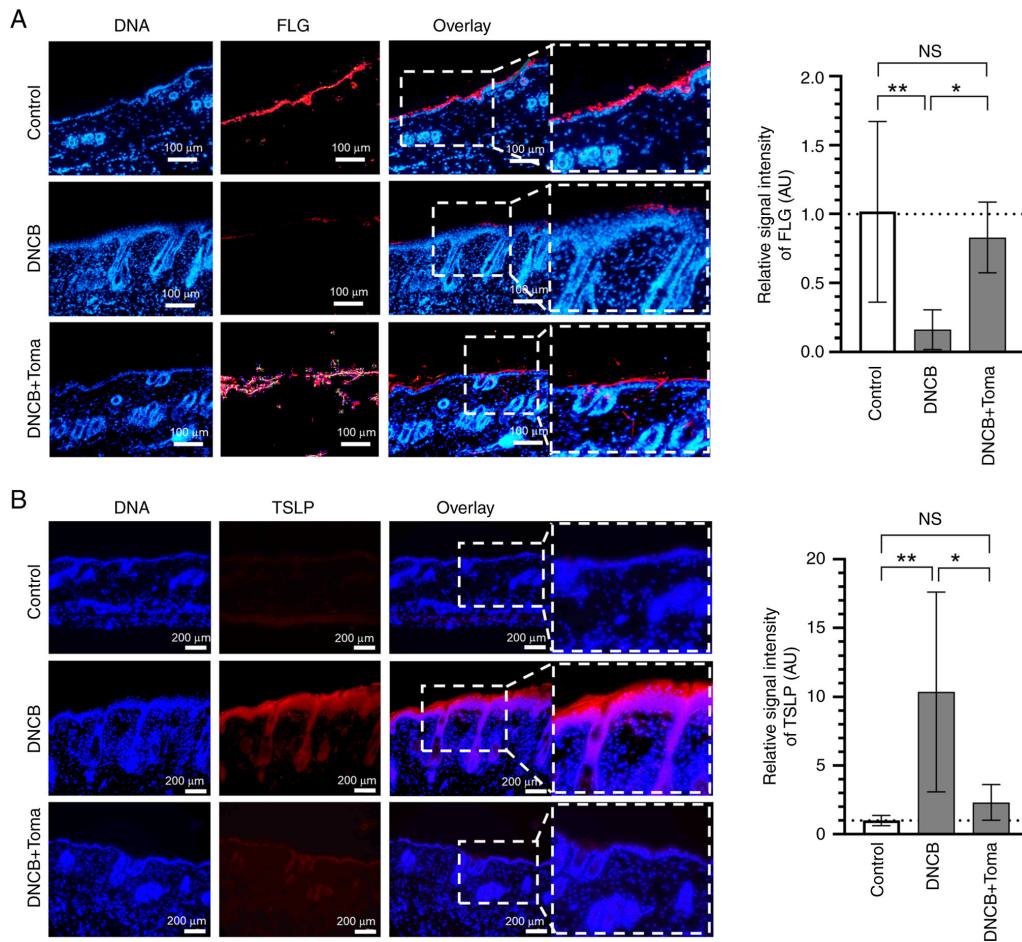 A
DNA FLG Overlay
Control
100 μm 100 μm 100 μm
DNCB
100 μm 100 μm 100 μm
DNCB+Toma
100 μm 100 μm 100 μm
NS
** *
Relative signal intensity
of FLG (AU)
2.0
1.5
1.0
0.5
0.0
Control
DNCB
DNCB+Toma
B
DNA TSLP Overlay
Control
200 μm 200 μm 200 μm
DNCB
200 μm 200 μm 200 μm
DNCB+Toma
200 μm 200 μm 200 μm
NS
** *
Relative signal intensity
of TSLP (AU)
20
15
10
5
0
Control
DNCB
DNCB+Toma